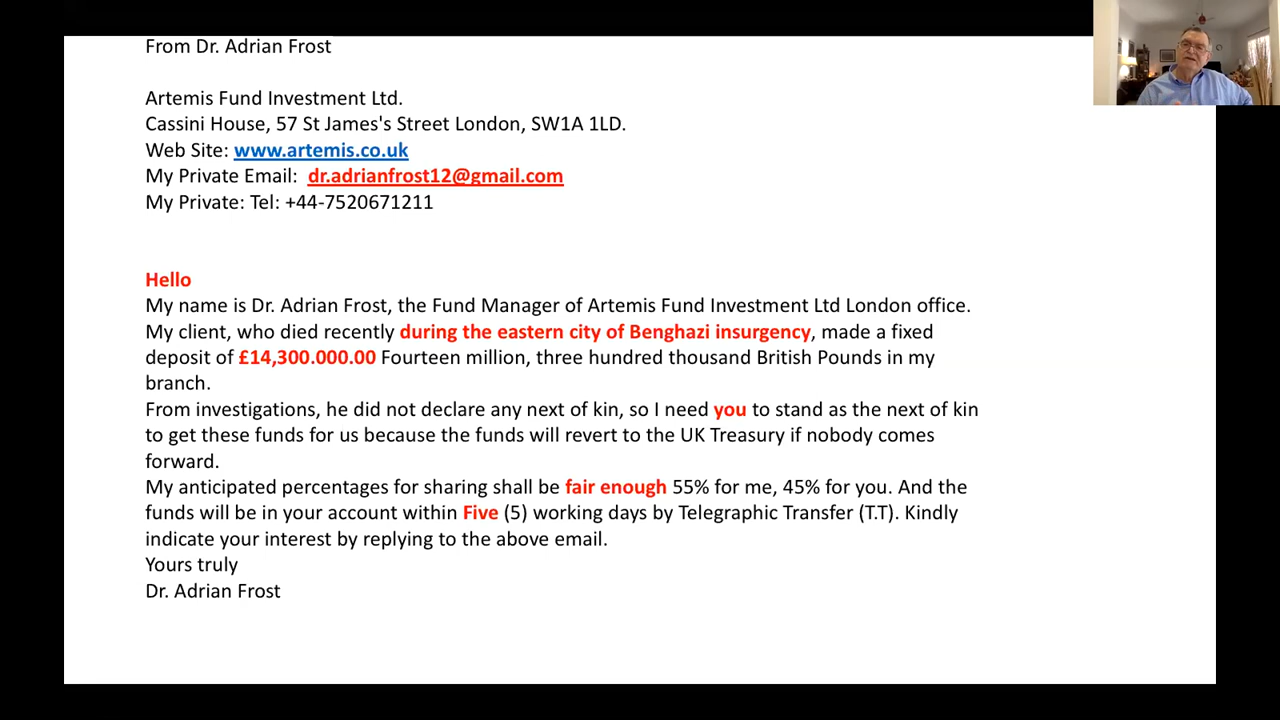 From Dr. Adrian Frost
Artemis Fund Investment Ltd.
Cassini House, 57 St James's Street London, SW1A 1LD.
Web Site: www.artemis.co.uk
My Private Email: dr.adrianfrost12@gmail.com
My Private: Tel: +44-7520671211
Hello
My name is Dr. Adrian Frost, the Fund Manager of Artemis Fund Investment Ltd London office.
My client, who died recently during the eastern city of Benghazi insurgency, made a fixed
deposit of £14,300.000.00 Fourteen million, three hundred thousand British Pounds in my
branch.
From investigations, he did not declare any next of kin, so I need you to stand as the next of kin
to get these funds for us because the funds will revert to the UK Treasury if nobody comes
forward.
My anticipated percentages for sharing shall be fair enough 55% for me, 45% for you. And the
funds will be in your account within Five (5) working days by Telegraphic Transfer (T.T). Kindly
indicate your interest by replying to the above email.
Yours truly
Dr. Adrian Frost